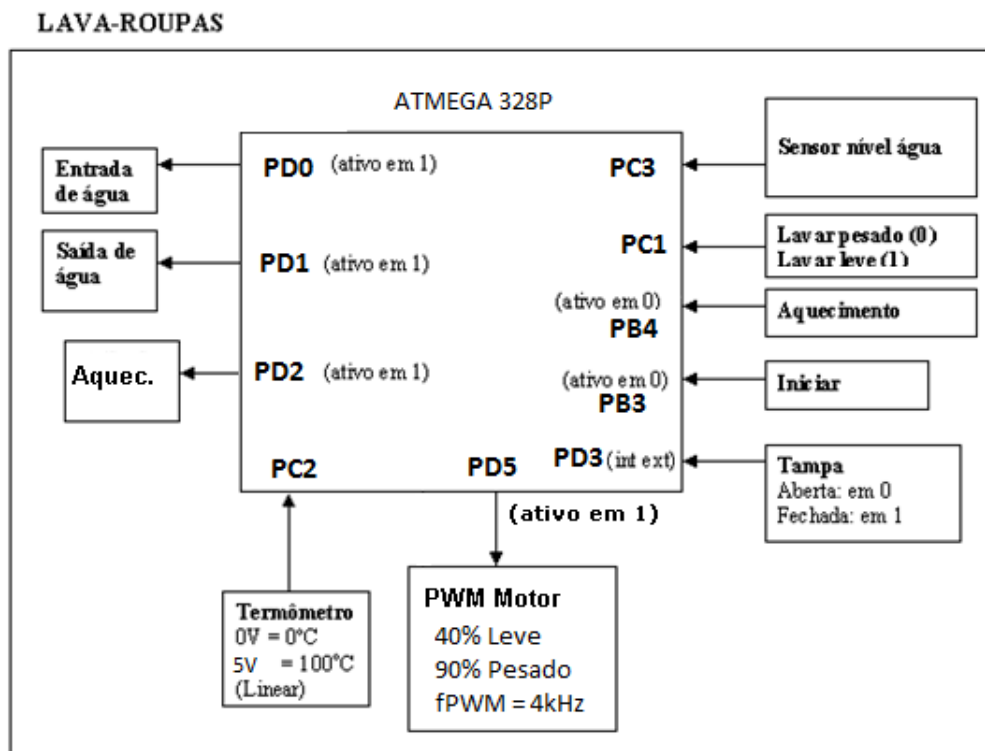 LAVA-ROUPAS
ATMEGA 328P
Entrada
de água
PD0 (ativo em 1)
PC3
Sensor nível água
Saída de
água
PD1 (ativo em 1)
PC1
Lavar pesado (0)
Lavar leve (1)
(ativo em 0)
PB4
Aquecimento
Aquec.
PD2 (ativo em 1)
(ativo em 0)
PB3
Iniciar
PC2
PD5
PD3 (int ext)
Tampa
Aberta: em 0
Fechada: em 1
(ativo em 1)
Termômetro
0V = 0°C
5V = 100°C
(Linear)
PWM Motor
40% Leve
90% Pesado
fPWM = 4kHz